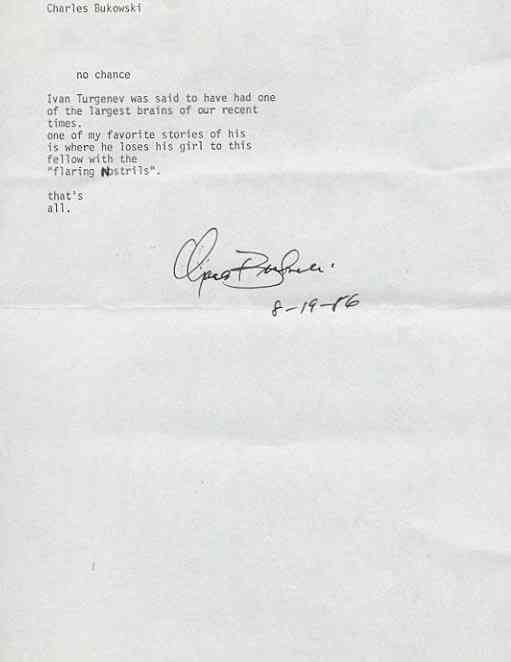 Charles Bukowski
no chance
Ivan Turgenev was said to have had one
of the largest brains of our recent
times.
one of my favorite stories of his
is where he loses his girl to this
fellow with the
"flaring Nostrils".
that's
all.
Charles Bukowski
8-19-86